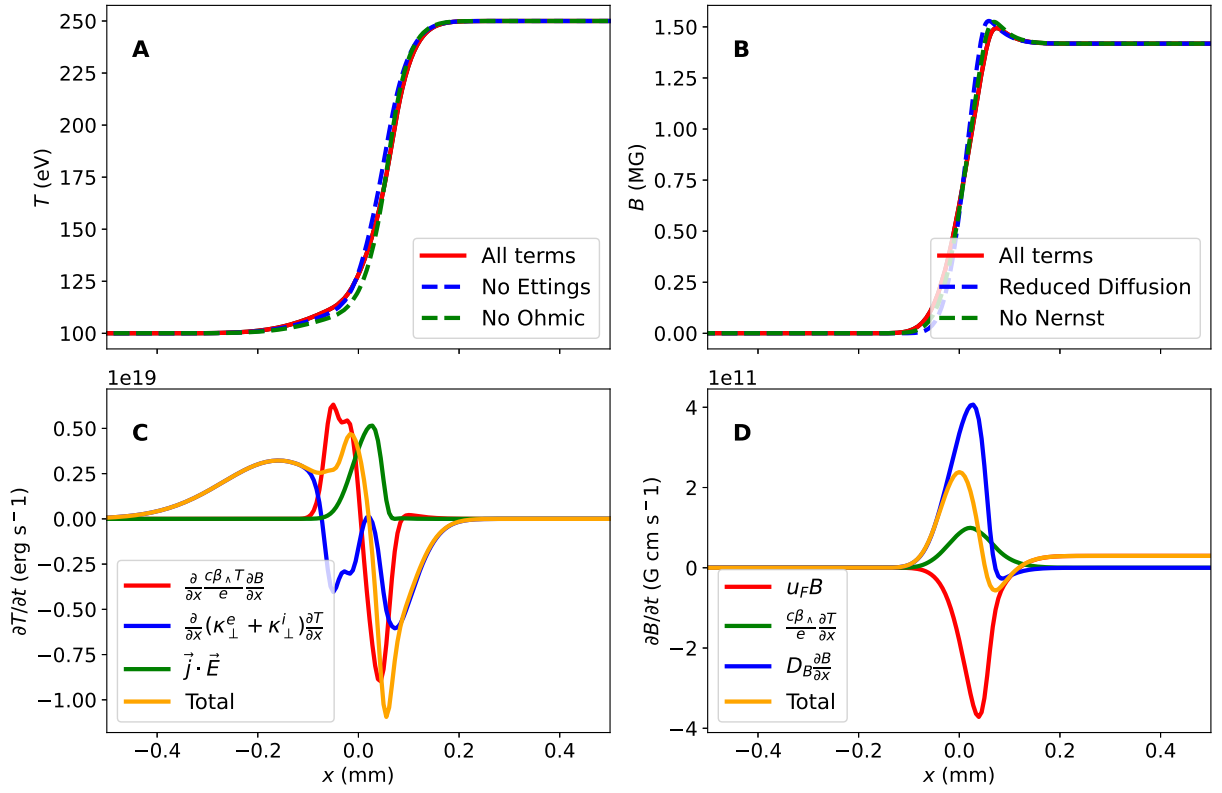 A
T (eV)
250
225
200
175
150
125
100
All terms
No Ettings
No Ohmic
B
B (MG)
1.50
1.25
1.00
0.75
0.50
0.25
0.00
All terms
Reduced Diffusion
No Nernst
1e19
C
∂T/∂t (erg s⁻¹)
0.50
0.25
0.00
−0.25
−0.50
−0.75
−1.00
∂/∂x cβ∧T/e ∂B/∂x
∂/∂x (κ⊥^e + κ⊥^i) ∂T/∂x
j⃗ · E⃗
Total
−0.4 −0.2 0.0 0.2 0.4
x (mm)
1e11
D
∂B/∂t (G cm s⁻¹)
4
2
0
−2
−4
u_F B
cβ∧/e ∂T/∂x
D_B ∂B/∂x
Total
−0.4 −0.2 0.0 0.2 0.4
x (mm)